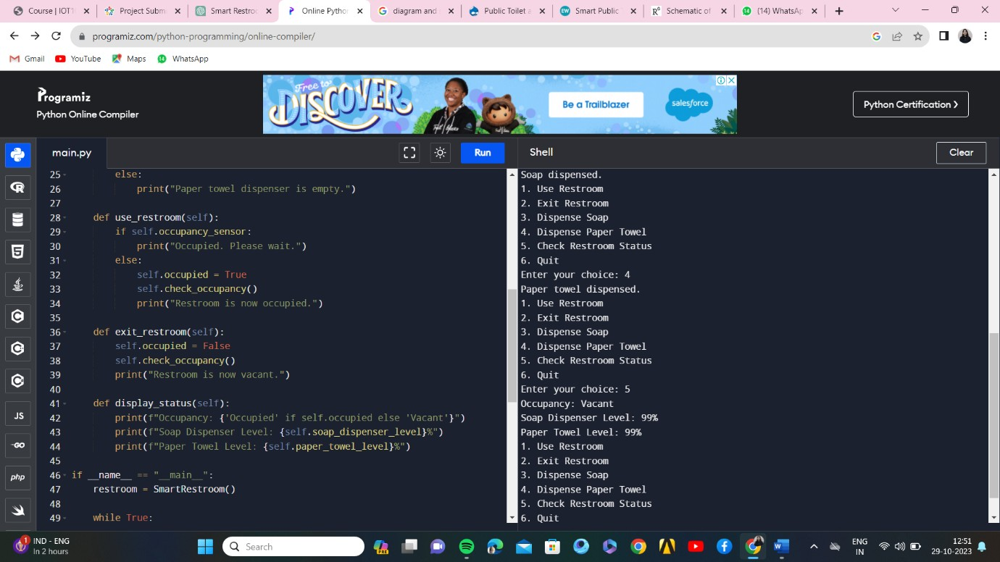 Course | IOT1
Project Subm
Smart Restroo
Online Pytho
diagram and
Public Toilet a
Smart Public
Schematic of
(14) WhatsAp
programiz.com/python-programming/online-compiler/
Gmail
YouTube
Maps
WhatsApp
Programiz
Python Online Compiler
Free to
DISCOVER
Be a Trailblazer
salesforce
Python Certification >
main.py
Run
Shell
Clear
25 else:
26 print("Paper towel dispenser is empty.")
27
28 def use_restroom(self):
29 if self.occupancy_sensor:
30 print("Occupied. Please wait.")
31 else:
32 self.occupied = True
33 self.check_occupancy()
34 print("Restroom is now occupied.")
35
36 def exit_restroom(self):
37 self.occupied = False
38 self.check_occupancy()
39 print("Restroom is now vacant.")
40
41 def display_status(self):
42 print(f"Occupancy: {'Occupied' if self.occupied else 'Vacant'}")
43 print(f"Soap Dispenser Level: {self.soap_dispenser_level}%")
44 print(f"Paper Towel Level: {self.paper_towel_level}%")
45
46 if __name__ == "__main__":
47 restroom = SmartRestroom()
48
49 while True:
Soap dispensed.
1. Use Restroom
2. Exit Restroom
3. Dispense Soap
4. Dispense Paper Towel
5. Check Restroom Status
6. Quit
Enter your choice: 4
Paper towel dispensed.
1. Use Restroom
2. Exit Restroom
3. Dispense Soap
4. Dispense Paper Towel
5. Check Restroom Status
6. Quit
Enter your choice: 5
Occupancy: Vacant
Soap Dispenser Level: 99%
Paper Towel Level: 99%
1. Use Restroom
2. Exit Restroom
3. Dispense Soap
4. Dispense Paper Towel
5. Check Restroom Status
6. Quit
JS
GO
php
1
IND - ENG
In 2 hours
Search
PRE
ENG
IN
12:51
29-10-2023